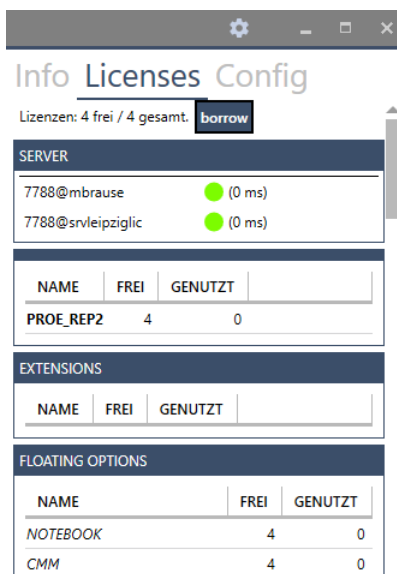 Info Licenses Config
Lizenzen: 4 frei / 4 gesamt. borrow
SERVER
7788@mbrause (0 ms)
7788@srvleipziglic (0 ms)
NAME FREI GENUTZT
PROE_REP2 4 0
EXTENSIONS
NAME FREI GENUTZT
FLOATING OPTIONS
NAME FREI GENUTZT
NOTEBOOK 4 0
CMM 4 0